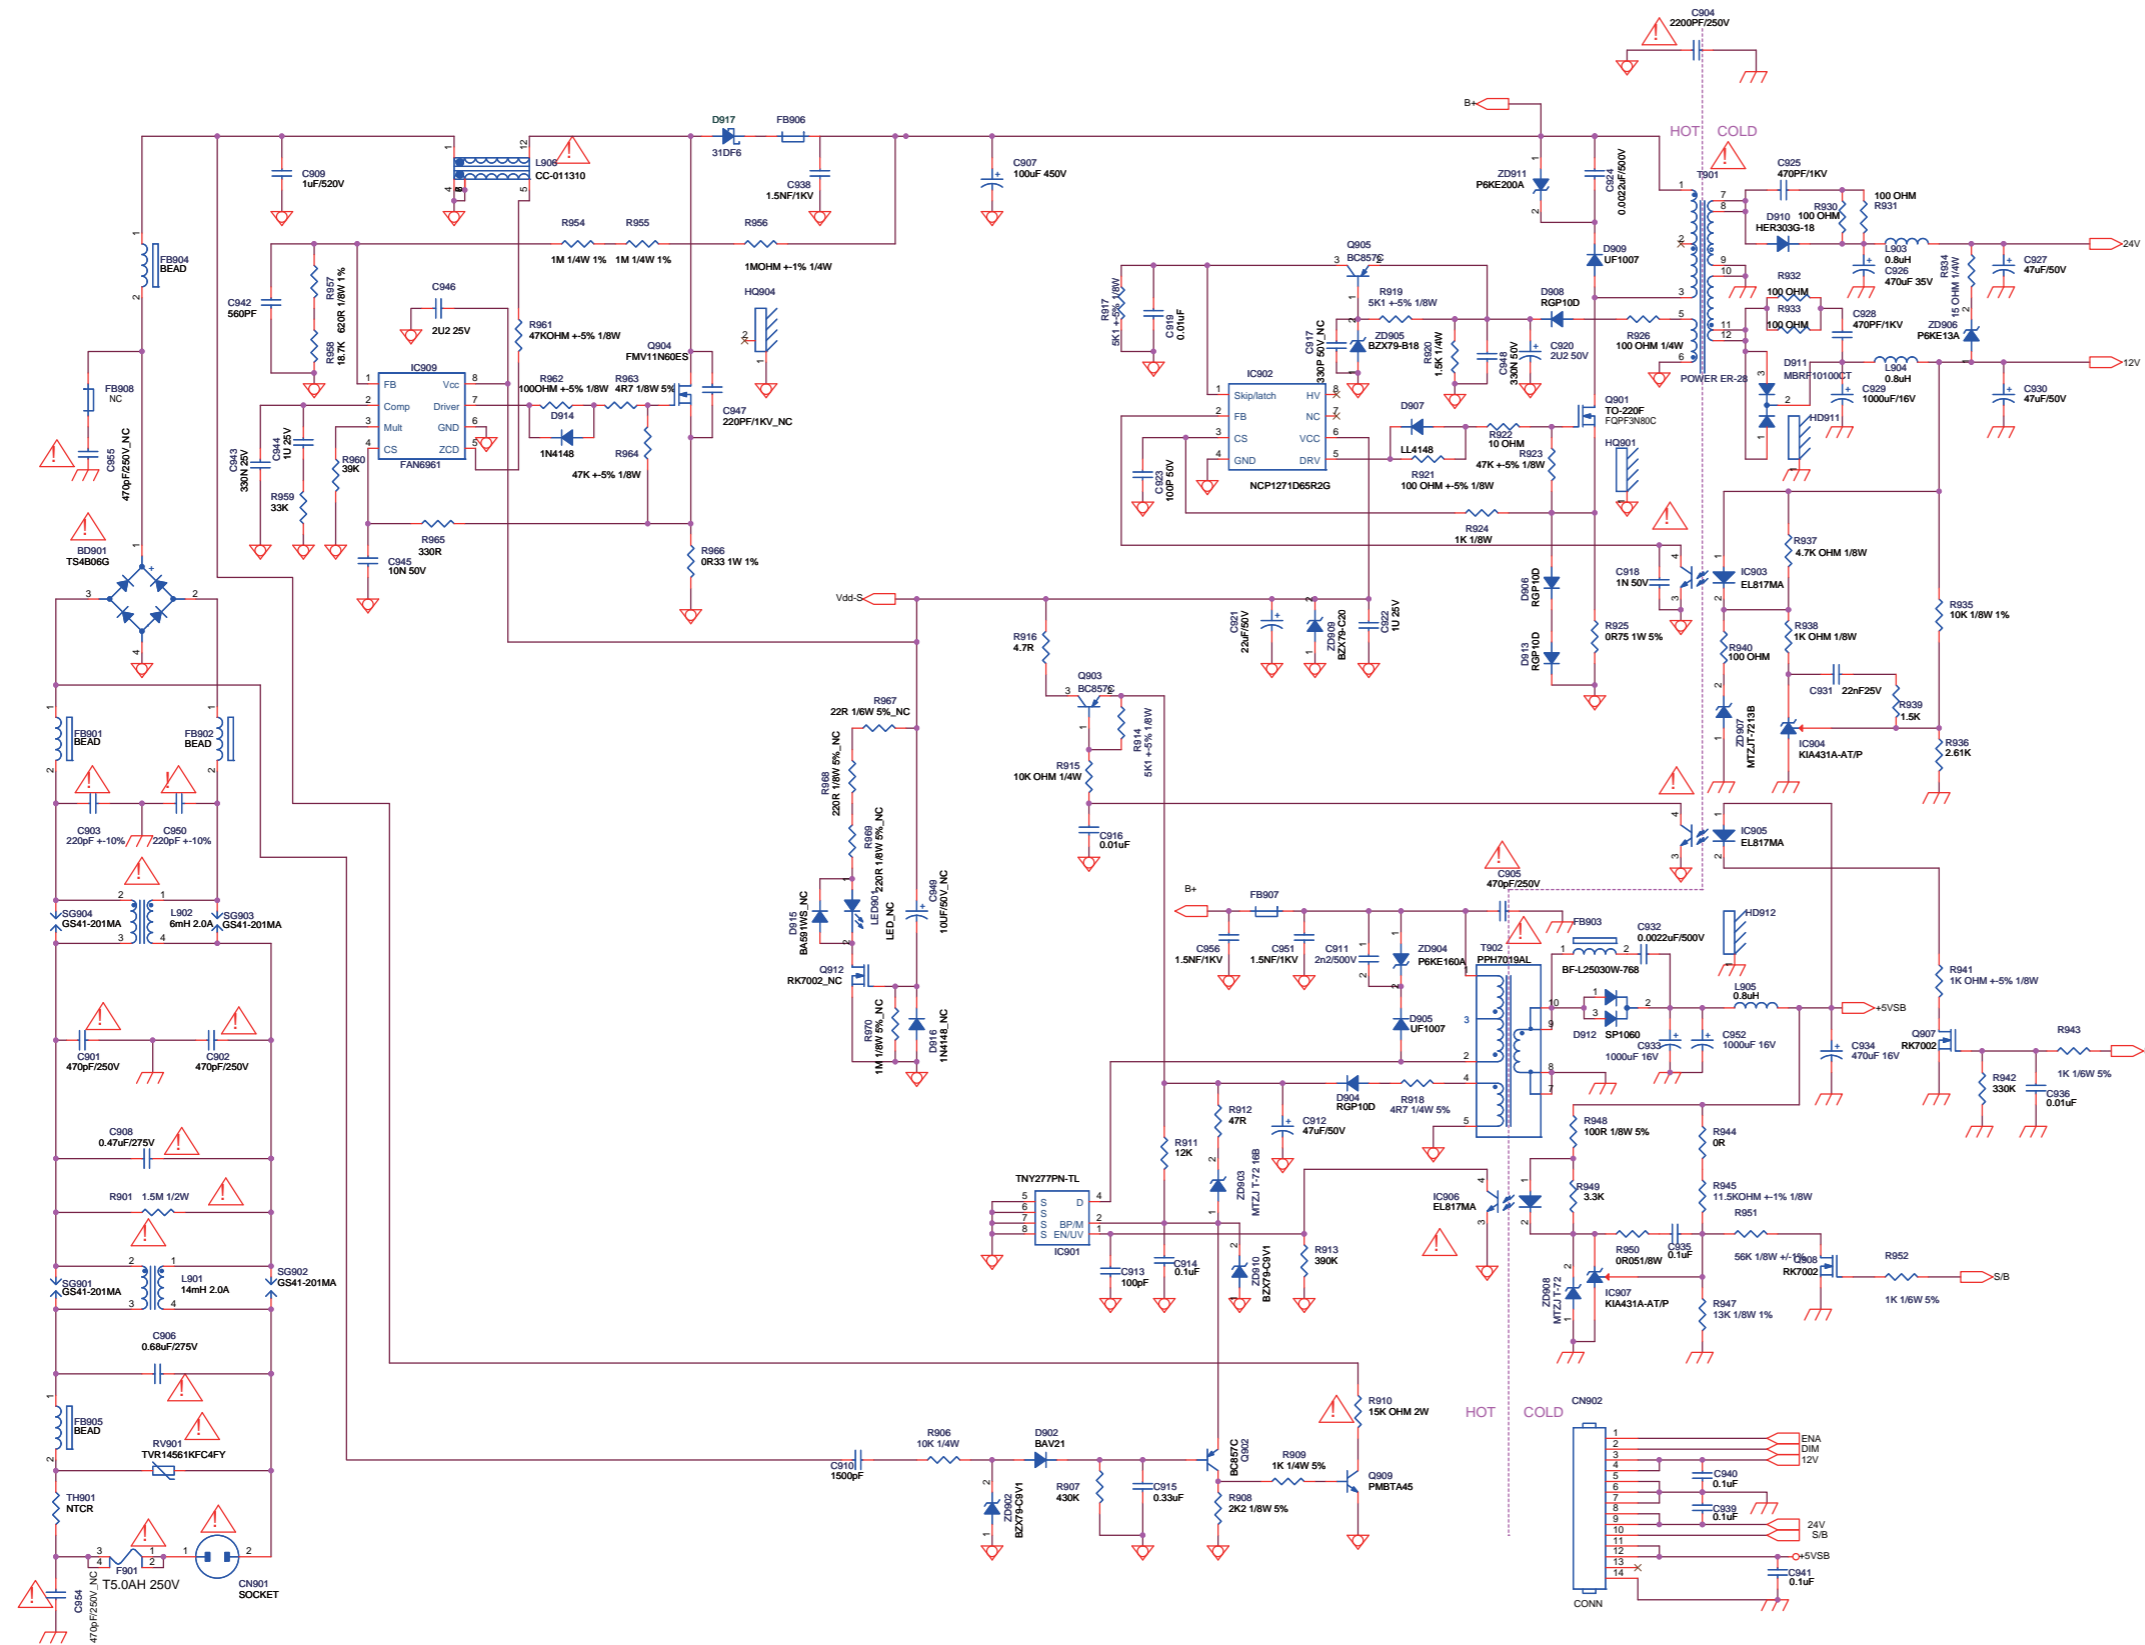 C904
2200PF/250V
B+
HOT COLD
D917
31DF6
FB906
L906
CC-011310
C909
1uF/520V
C938
1.5NF/1KV
C907
100uF 450V
ZD911
P6KE200A
C924
0.0022uF/500V
T901
C925
470PF/1KV
R930
100 OHM
100 OHM
R931
D910
HER303G-18
L903
0.8uH
C926
470uF 35V
R934
15 OHM 1/4W
C927
47uF/50V
24V
R954
1M 1/4W 1%
R955
1M 1/4W 1%
R956
1MOHM +-1% 1/4W
FB904
BEAD
C942
560PF
R957
620R 1/8W 1%
R958
18.7K
C946
2U2 25V
HQ904
R961
47KOHM +-5% 1/8W
Q904
FMV11N60ES
Q905
BC857C
D909
UF1007
R917
5K1 +-5% 1/8W
C919
0.01uF
R919
5K1 +-5% 1/8W
D908
RGP10D
C917
330P 50V_NC
ZD905
BZX79-B18
R920
1.5K 1/4W
C948
330N 50V
C920
2U2 50V
R926
100 OHM 1/4W
POWER ER-28
R932
100 OHM
R933
100 OHM
C928
470PF/1KV
ZD906
P6KE13A
D911
MBRF10100CT
L904
0.8uH
C929
1000uF/16V
C930
47uF/50V
12V
HD911
FB908
NC
C955
470pF/250V_NC
IC909
FB Vcc
Comp Driver
Mult GND
CS ZCD
FAN6961
R962
100OHM +-5% 1/8W
R963
4R7 1/8W 5%
D914
1N4148
R964
47K +-5% 1/8W
C947
220PF/1KV_NC
C943
330N 25V
C944
1U 25V
R959
33K
R960
39K
R965
330R
C945
10N 50V
R966
0R33 1W 1%
IC902
Skip/latch HV
FB NC
CS VCC
GND DRV
NCP1271D65R2G
C923
100P 50V
D907
LL4148
R921
100 OHM +-5% 1/8W
R922
10 OHM
R923
47K +-5% 1/8W
Q901
TO-220F
FQPF3N80C
HQ901
R924
1K 1/8W
BD901
TS4B06G
Vdd-S
R916
4.7R
C921
22uF/50V
ZD909
BZX79-C20
C922
1U 25V
D906
RGP10D
D913
RGP10D
R925
0R75 1W 5%
C918
1N 50V
IC903
EL817MA
R937
4.7K OHM 1/8W
R938
1K OHM 1/8W
R940
100 OHM
R935
10K OHM 1/8W 1%
C931
22nF25V
R939
1.5K
ZD907
MTZJT-7213B
IC904
KIA431A-AT/P
R936
2.61K
Q903
BC857C
R914
5K1 +-5% 1/8W
R915
10K OHM 1/4W
C916
0.01uF
R967
22R 1/6W 5%_NC
R968
220R 1/8W 5%_NC
R969
220R 1/8W 5%_NC
D915
BA591WS_NC
LED901
LED_NC
C949
10UF/50V_NC
Q912
RK7002_NC
R970
1M 1/8W 5%_NC
D916
1N4148_NC
IC905
EL817MA
FB901
BEAD
FB902
BEAD
C903
220pF +-10%
C950
220pF +-10%
SG904
GS41-201MA
L902
6mH 2.0A
SG903
GS41-201MA
C901
470pF/250V
C902
470pF/250V
C908
0.47uF/275V
R901 1.5M 1/2W
SG901
GS41-201MA
L901
14mH 2.0A
SG902
GS41-201MA
C906
0.68uF/275V
FB905
BEAD
RV901
TVR14561KFC4FY
TH901
NTCR
F901
T5.0AH 250V
CN901
SOCKET
C954
470pF/250V_NC
B+
FB907
C905
470pF/250V
C956
1.5NF/1KV
C951
1.5NF/1KV
C911
2n2/500V
ZD904
P6KE160A
T902
PPH7019AL
D905
UF1007
FB903
BF-L25030W-768
C932
0.0022uF/500V
HD912
D912
SP1060
L905
0.8uH
C933
1000uF 16V
C952
1000uF 16V
C934
470uF 16V
+5VSB
R941
1K OHM +-5% 1/8W
Q907
RK7002
R943
1K 1/6W 5%
R942
330K
C936
0.01uF
D904
RGP10D
R918
4R7 1/4W 5%
R912
47R
C912
47uF/50V
R911
12K
ZD903
MTZJ T-72 16B
TNY277PN-TL
S D
S
S BP/M
S EN/UV
IC901
C913
100pF
C914
0.1uF
ZD910
BZX79-C9V1
R913
390K
IC906
EL817MA
R948
100R 1/8W 5%
R949
3.3K
R944
0R
R945
11.5KOHM +-1% 1/8W
R950
0R051/8W
C935
0.1uF
R951
56K 1/8W +/-1%
Q908
RK7002
R952
1K 1/6W 5%
S/B
ZD908
MTZJ T-72
IC907
KIA431A-AT/P
R947
13K 1/8W 1%
C910
1500pF
R906
10K 1/4W
D902
BAV21
ZD902
BZX79-C9V1
R907
430K
C915
0.33uF
BC857C
Q902
R908
2K2 1/8W 5%
R909
1K 1/4W 5%
R910
15K OHM 2W
Q909
PMBTA45
HOT COLD
CN902
1 ENA
2 DIM
3 12V
4
5
6
7
8
9 24V
10 S/B
11
12 +5VSB
13
14
C940
0.1uF
C939
0.1uF
C941
0.1uF
CONN